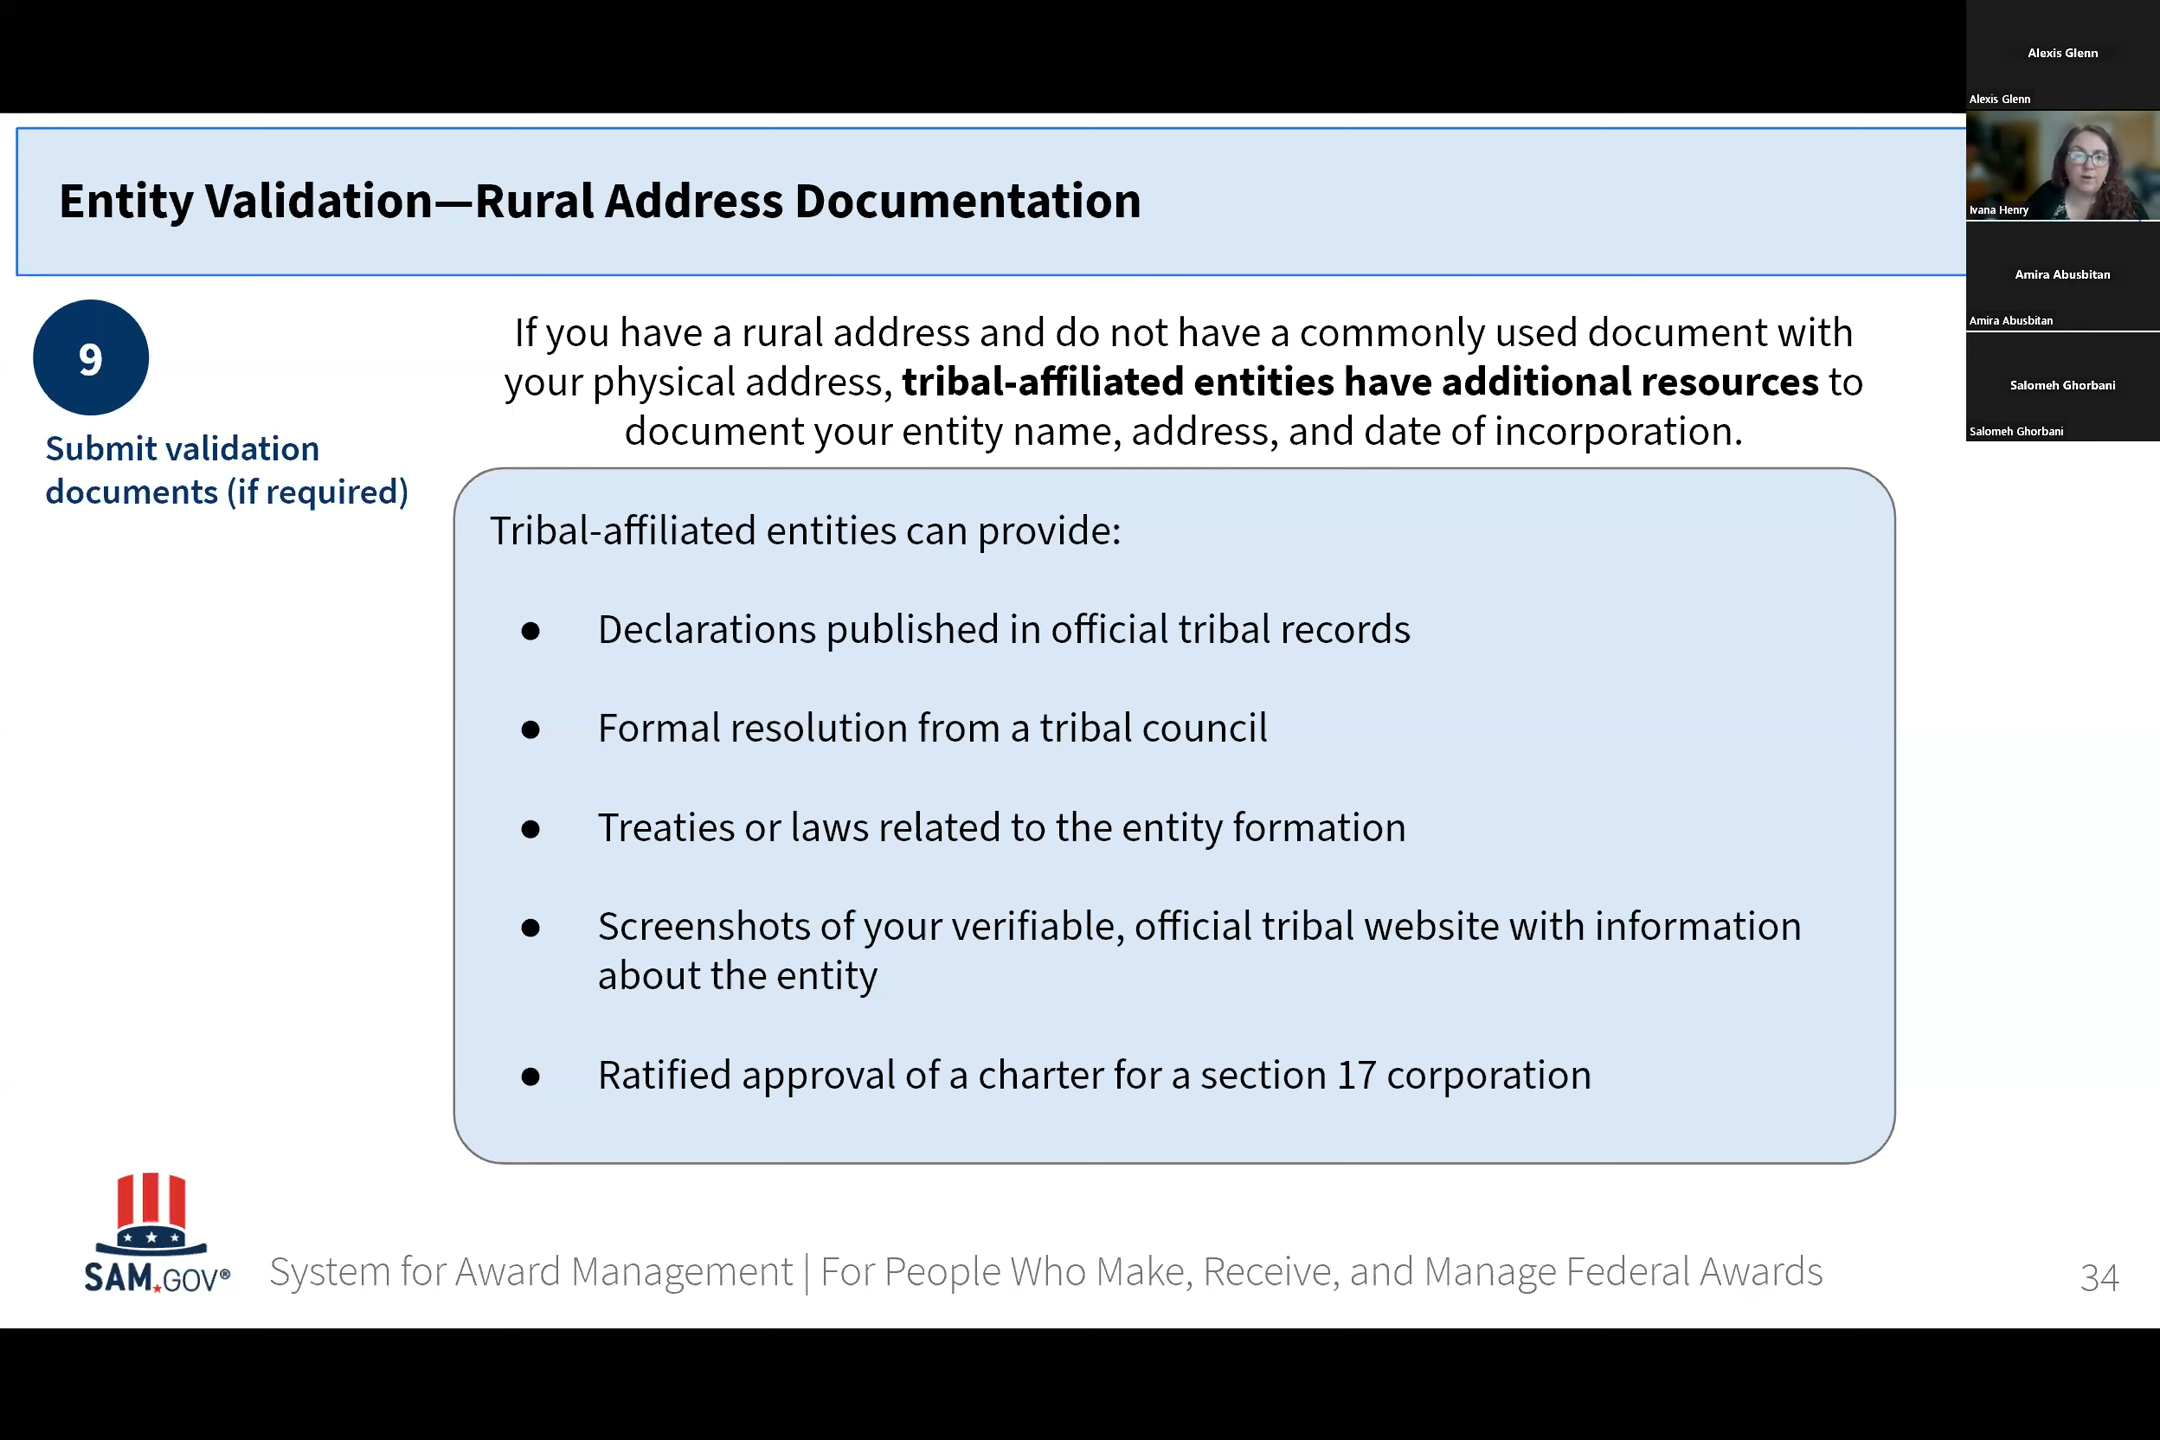 Alexis Glenn
Alexis Glenn
Entity Validation—Rural Address Documentation
Ivana Henry
Amira Abusbitan
Amira Abusbitan
Salomeh Ghorbani
Salomeh Ghorbani
9
Submit validation
documents (if required)
If you have a rural address and do not have a commonly used document with
your physical address, tribal-affiliated entities have additional resources to
document your entity name, address, and date of incorporation.
Tribal-affiliated entities can provide:
● Declarations published in official tribal records
● Formal resolution from a tribal council
● Treaties or laws related to the entity formation
● Screenshots of your verifiable, official tribal website with information
about the entity
● Ratified approval of a charter for a section 17 corporation
SAM.GOV®
System for Award Management | For People Who Make, Receive, and Manage Federal Awards
34